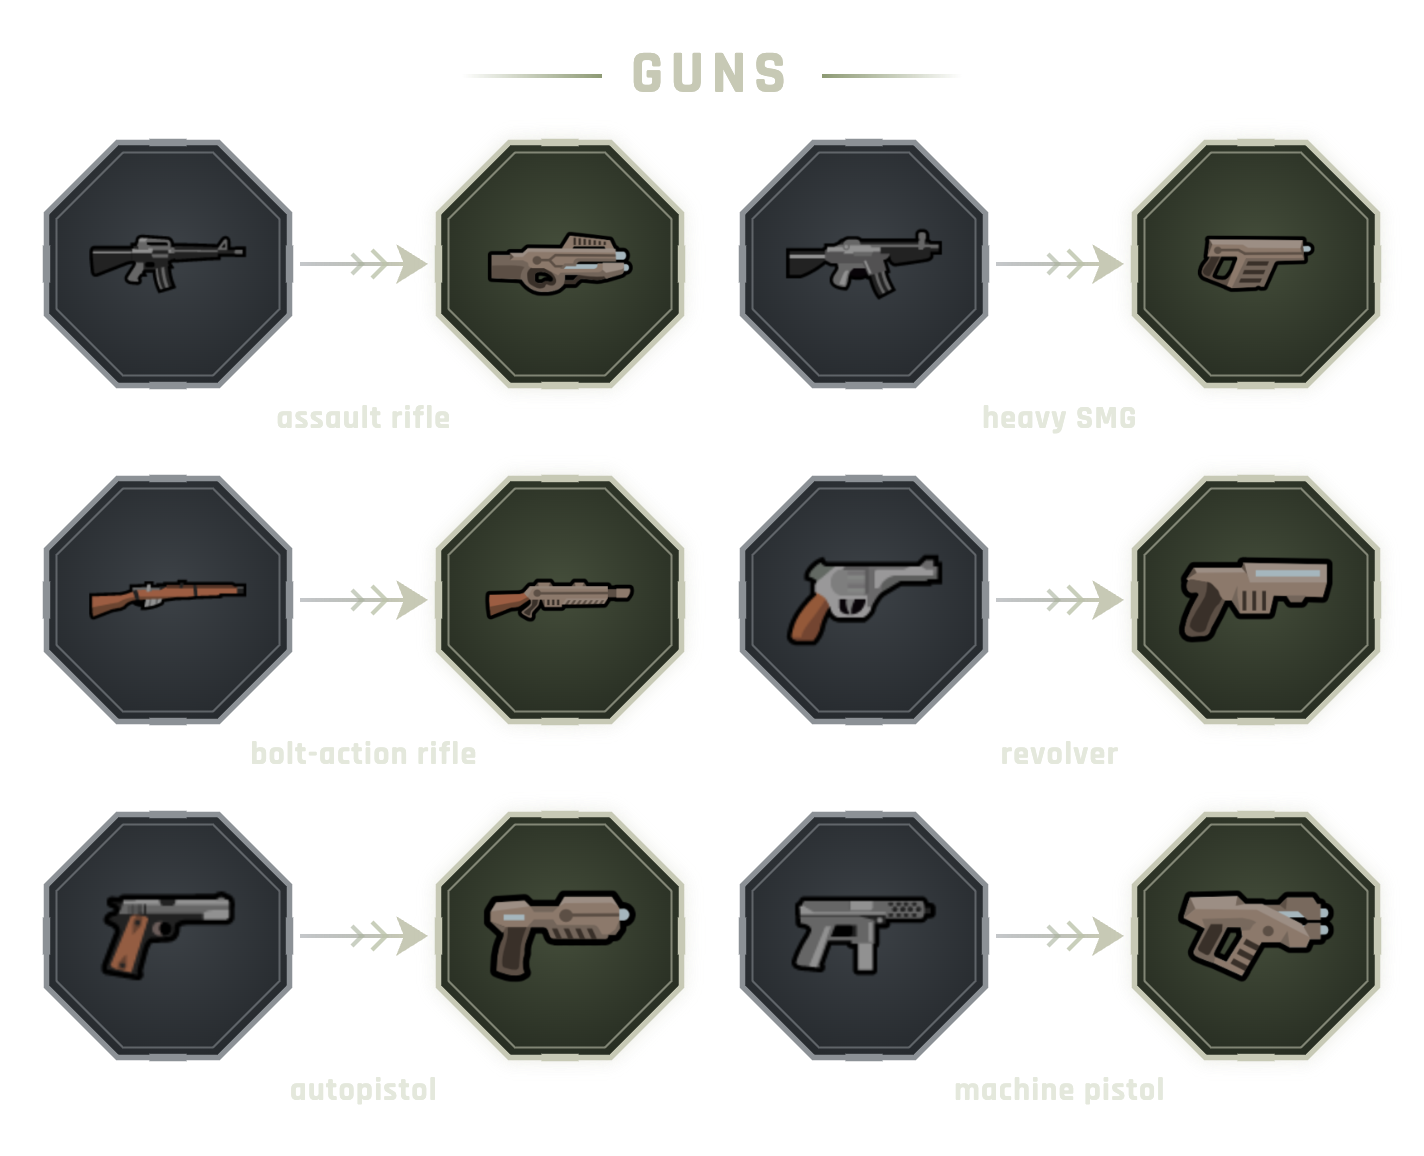 GUNS
assault rifle
heavy SMG
bolt-action rifle
revolver
autopistol
machine pistol